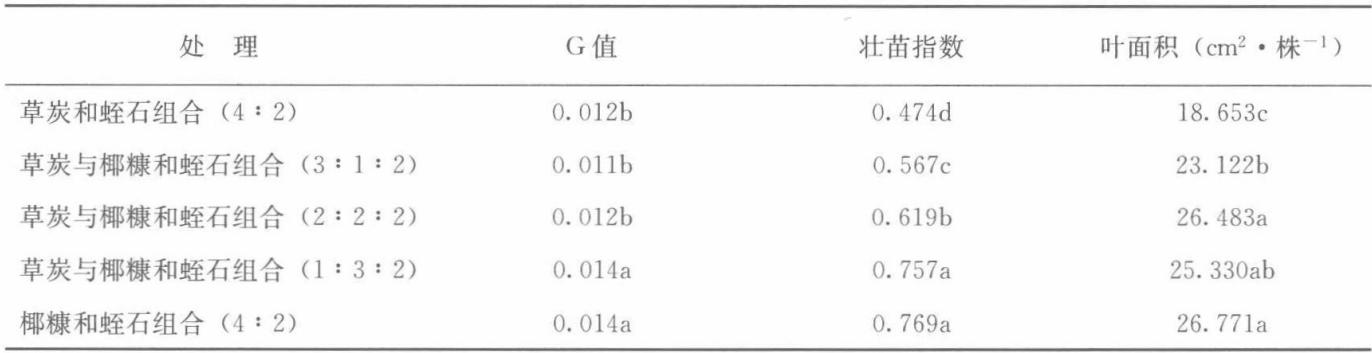 处 理 G值 壮苗指数 叶面积（cm²·株⁻¹）
草炭和蛭石组合（4∶2） 0.012b 0.474d 18.653c
草炭与椰糠和蛭石组合（3∶1∶2） 0.011b 0.567c 23.122b
草炭与椰糠和蛭石组合（2∶2∶2） 0.012b 0.619b 26.483a
草炭与椰糠和蛭石组合（1∶3∶2） 0.014a 0.757a 25.330ab
椰糠和蛭石组合（4∶2） 0.014a 0.769a 26.771a